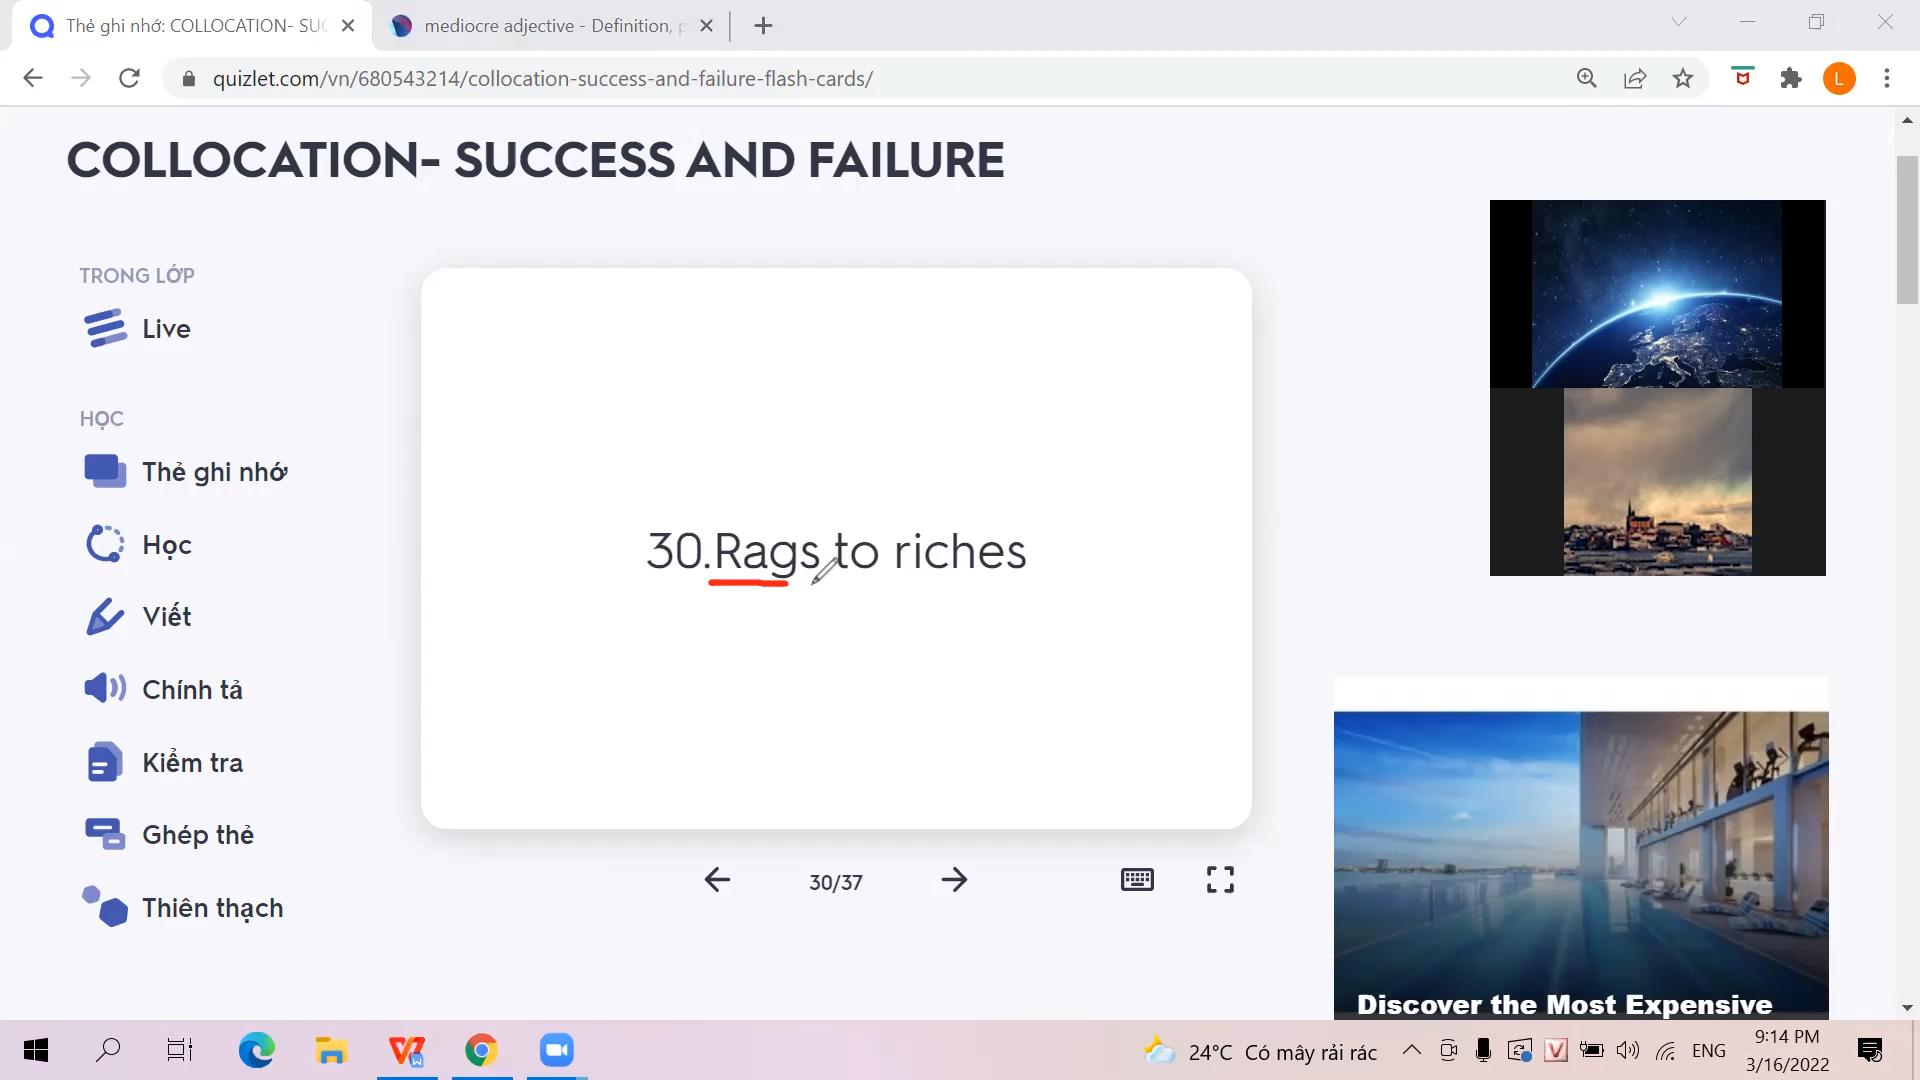 Thẻ ghi nhớ: COLLOCATION- SUC
mediocre adjective - Definition, p
quizlet.com/vn/680543214/collocation-success-and-failure-flash-cards/
L
COLLOCATION- SUCCESS AND FAILURE
TRONG LỚP
Live
HỌC
Thẻ ghi nhớ
Học
Viết
Chính tả
Kiểm tra
Ghép thẻ
Thiên thạch
30.Rags to riches
30/37
Discover the Most Expensive
24°C Có mây rải rác
ENG
9:14 PM
3/16/2022